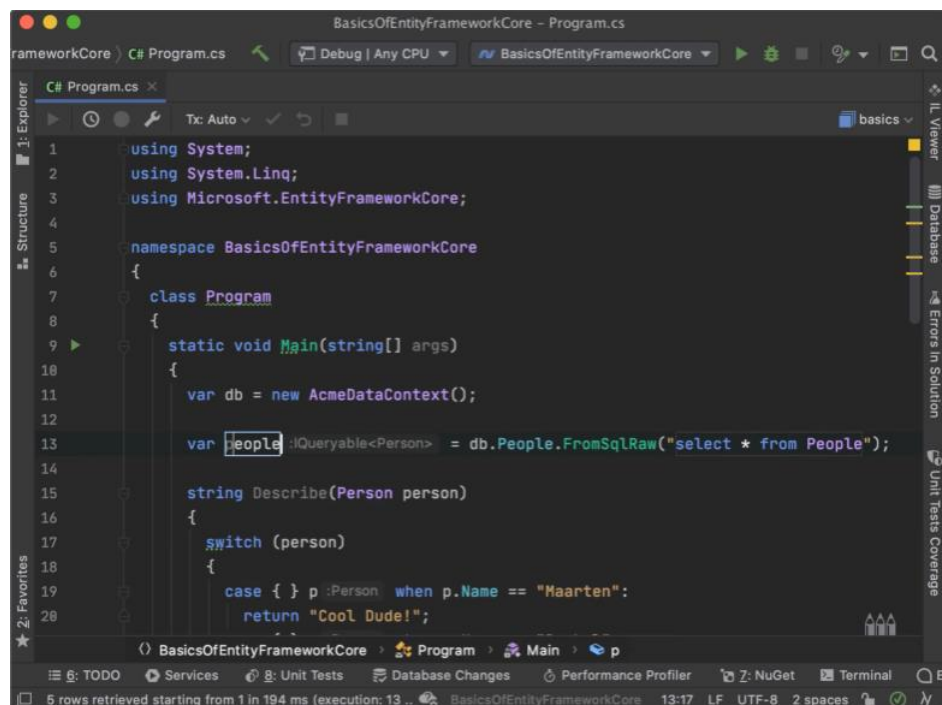 BasicsOfEntityFrameworkCore – Program.cs
rameworkCore 〉 C# Program.cs Debug | Any CPU BasicsOfEntityFrameworkCore
C# Program.cs ×
Tx: Auto basics
1 using System;
2 using System.Linq;
3 using Microsoft.EntityFrameworkCore;
4
5 namespace BasicsOfEntityFrameworkCore
6 {
7 class Program
8 {
9 static void Main(string[] args)
10 {
11 var db = new AcmeDataContext();
12
13 var people :IQueryable<Person> = db.People.FromSqlRaw("select * from People");
14
15 string Describe(Person person)
16 {
17 switch (person)
18 {
19 case { } p :Person when p.Name == "Maarten":
20 return "Cool Dude!";
BasicsOfEntityFrameworkCore › Program › Main › p
6: TODO Services 8: Unit Tests Database Changes Performance Profiler 7: NuGet Terminal
5 rows retrieved starting from 1 in 194 ms (execution: 13 .. BasicsOfEntityFrameworkCore 13:17 LF UTF-8 2 spaces
1: Explorer
Structure
2: Favorites
IL Viewer
Database
Errors In Solution
Unit Tests Coverage